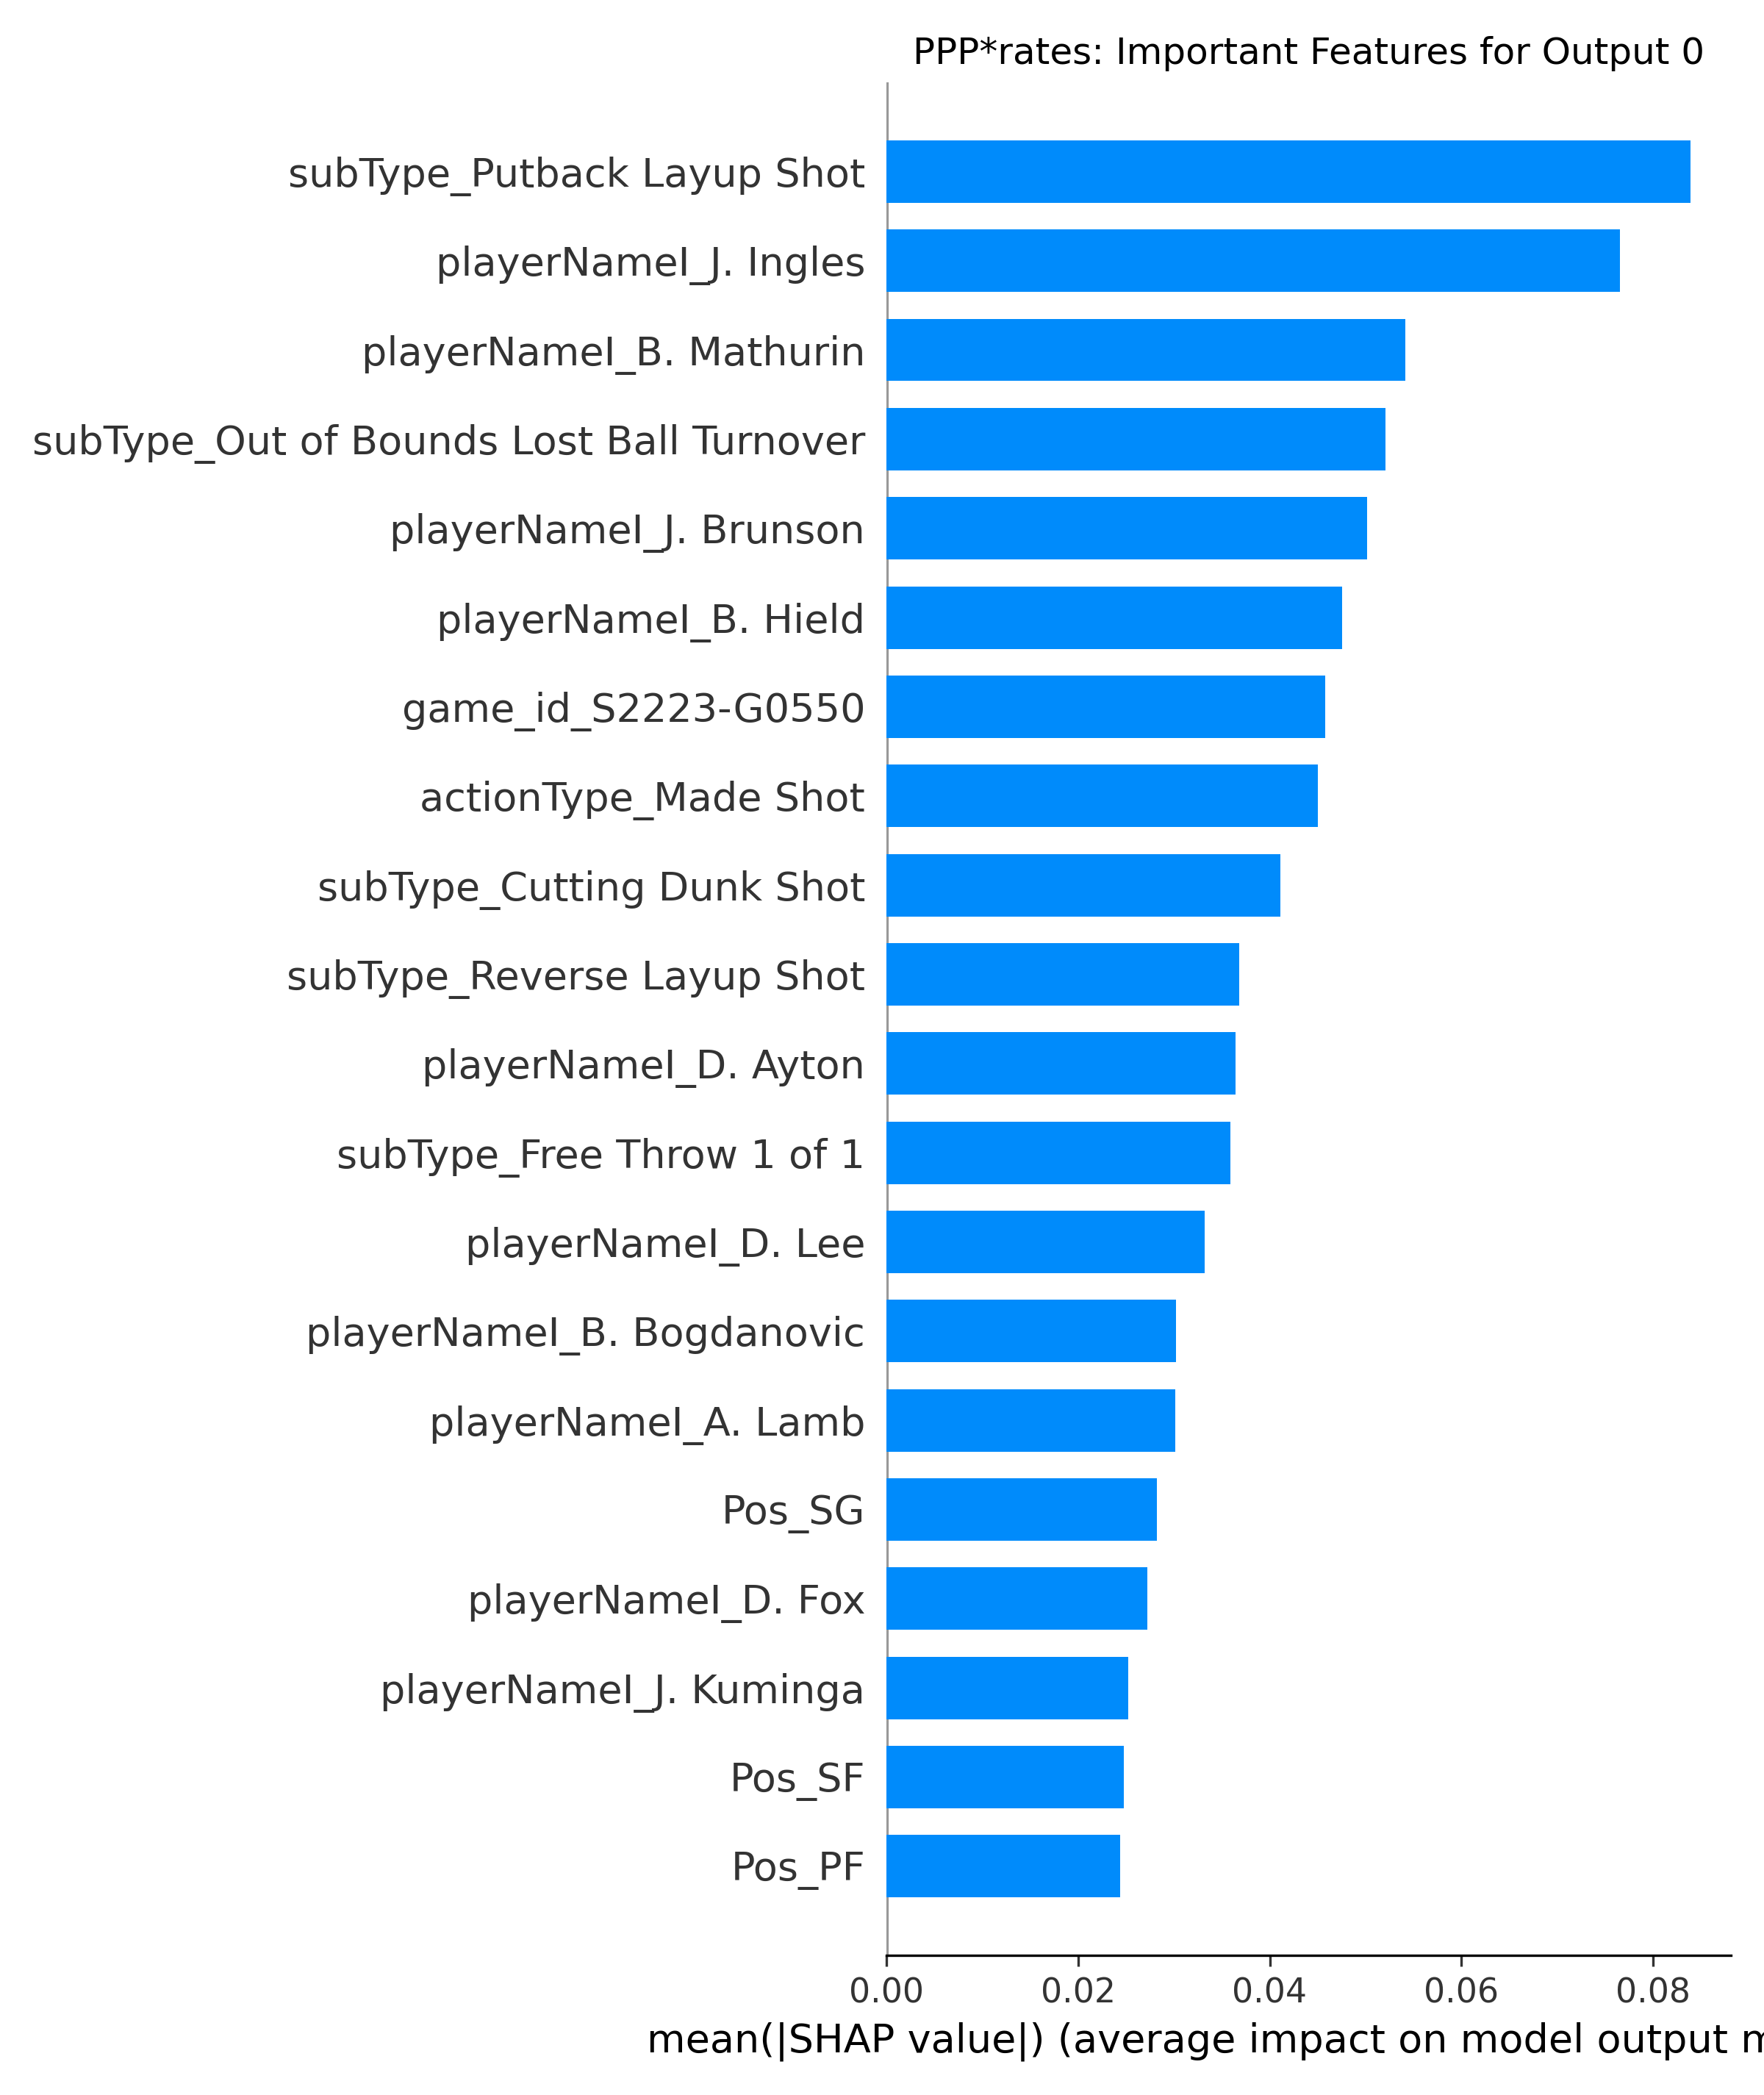 PPP*rates: Important Features for Output 0
subType_Putback Layup Shot
playerNameI_J. Ingles
playerNameI_B. Mathurin
subType_Out of Bounds Lost Ball Turnover
playerNameI_J. Brunson
playerNameI_B. Hield
game_id_S2223-G0550
actionType_Made Shot
subType_Cutting Dunk Shot
subType_Reverse Layup Shot
playerNameI_D. Ayton
subType_Free Throw 1 of 1
playerNameI_D. Lee
playerNameI_B. Bogdanovic
playerNameI_A. Lamb
Pos_SG
playerNameI_D. Fox
playerNameI_J. Kuminga
Pos_SF
Pos_PF
0.00 0.02 0.04 0.06 0.08
mean(|SHAP value|) (average impact on model output